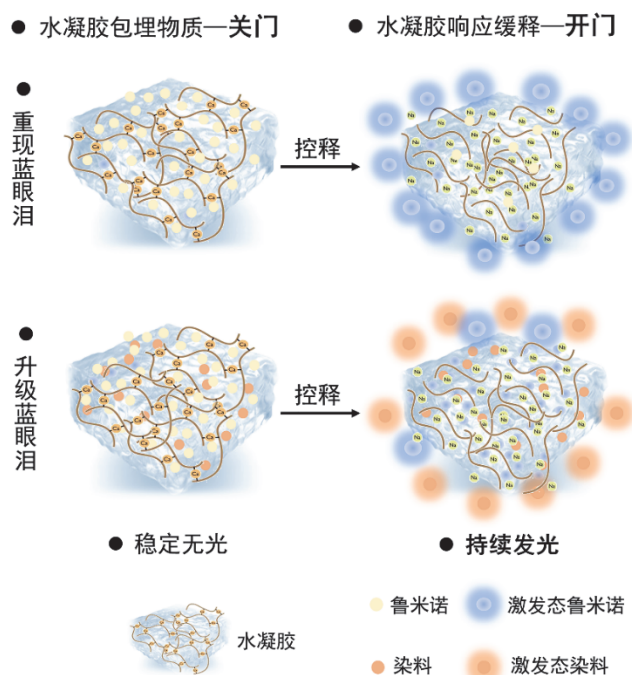 ● 水凝胶包埋物质—关门
● 水凝胶响应缓释—开门
● 重现蓝眼泪
控释
● 升级蓝眼泪
控释
● 稳定无光
● 持续发光
水凝胶
鲁米诺
激发态鲁米诺
染料
激发态染料